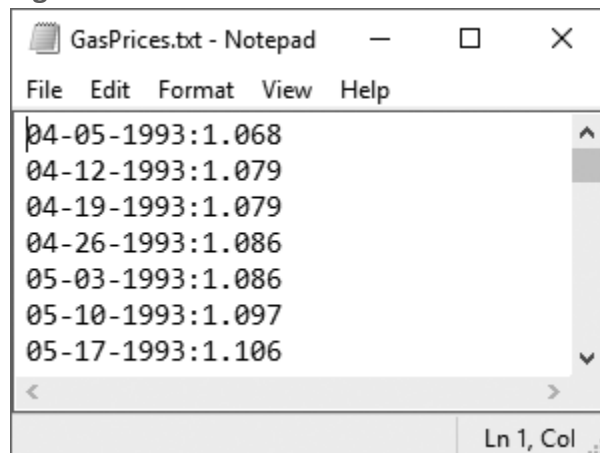 GasPrices.txt - Notepad
File Edit Format View Help
04-05-1993:1.068
04-12-1993:1.079
04-19-1993:1.079
04-26-1993:1.086
05-03-1993:1.086
05-10-1993:1.097
05-17-1993:1.106
Ln 1, Col